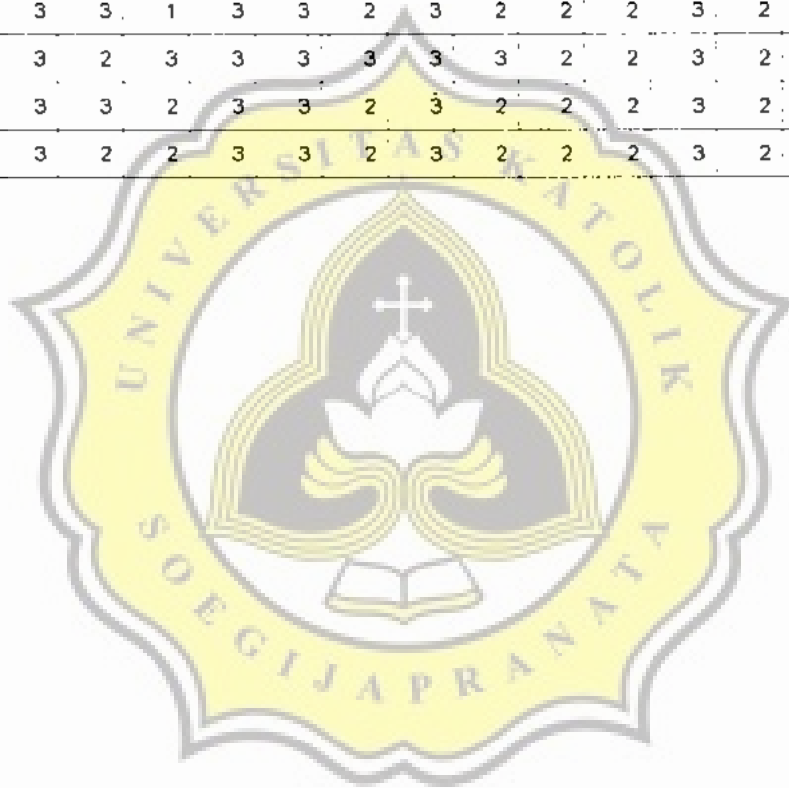 3 3 1 3 3 2 3 2 2 2 3 2
3 2 3 3 3 3 3 3 2 2 3 2
3 3 2 3 3 2 3 2 2 2 3 2
3 2 2 3 3 2 3 2 2 2 3 2
UNIVERSITAS KATOLIK
SOEGIJAPRANATA